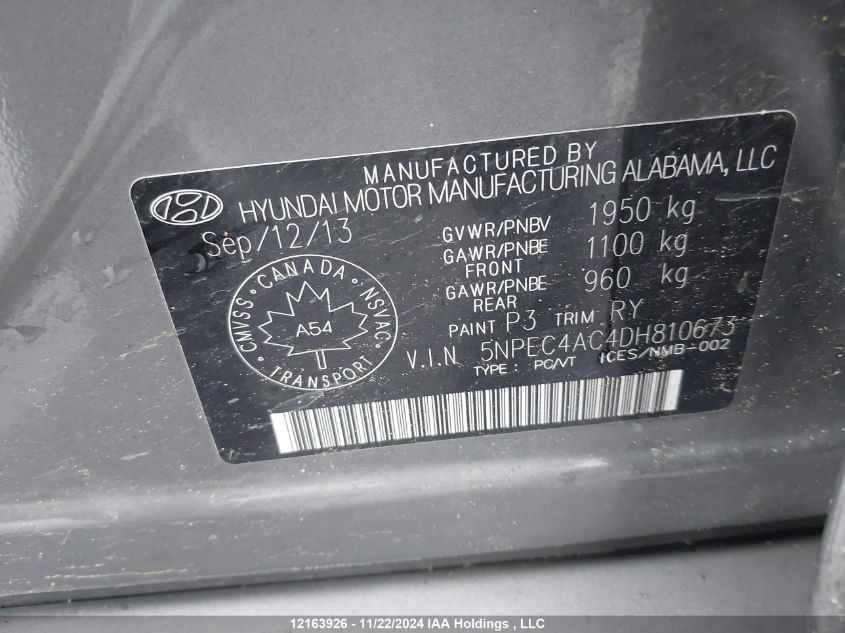 MANUFACTURED BY
HYUNDAI MOTOR MANUFACTURING ALABAMA, LLC
Sep/12/13
GVWR/PNBV 1950 kg
GAWR/PNBE FRONT 1100 kg
GAWR/PNBE REAR 960 kg
PAINT P3 TRIM RY
V.I.N 5NPEC4AC4DH810673
TYPE : PC/VT ICES/NMB-002
CMVSS · CANADA · NSVAC · TRANSPORT
A54
12163926 - 11/22/2024 IAA Holdings , LLC